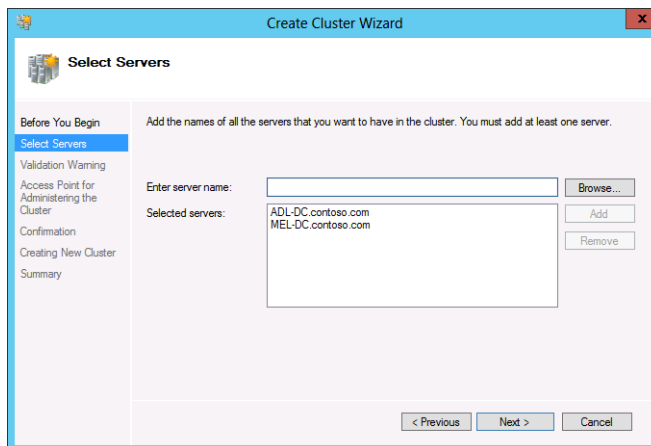 Create Cluster Wizard
x
Select Servers
Before You Begin
Select Servers
Validation Warning
Access Point for
Administering the
Cluster
Confirmation
Creating New Cluster
Summary
Add the names of all the servers that you want to have in the cluster. You must add at least one server.
Enter server name:
Browse...
Selected servers:
ADL-DC.contoso.com
MEL-DC.contoso.com
Add
Remove
< Previous
Next >
Cancel